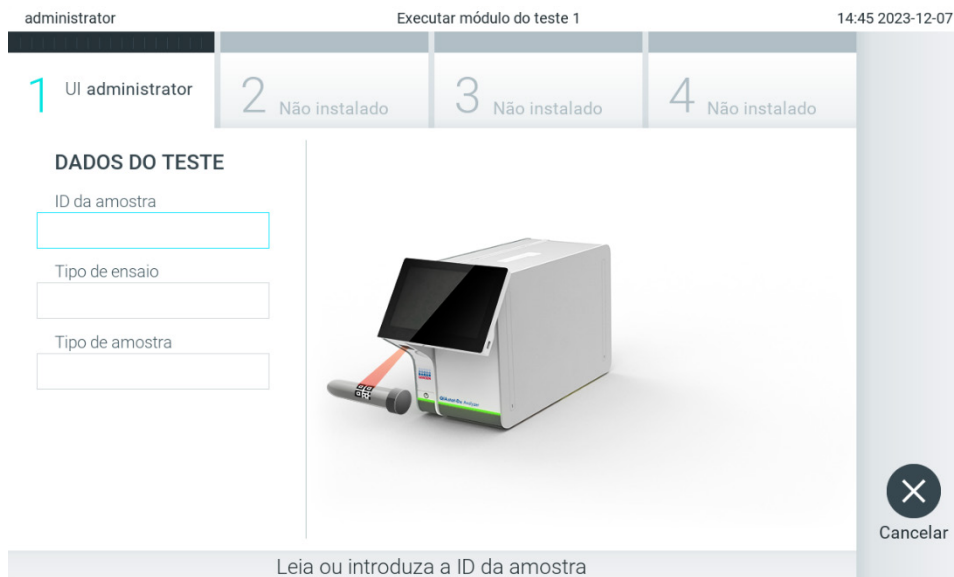 administrator
Executar módulo do teste 1
14:45 2023-12-07
1 UI administrator
2 Não instalado
3 Não instalado
4 Não instalado
DADOS DO TESTE
ID da amostra
Tipo de ensaio
Tipo de amostra
Cancelar
Leia ou introduza a ID da amostra